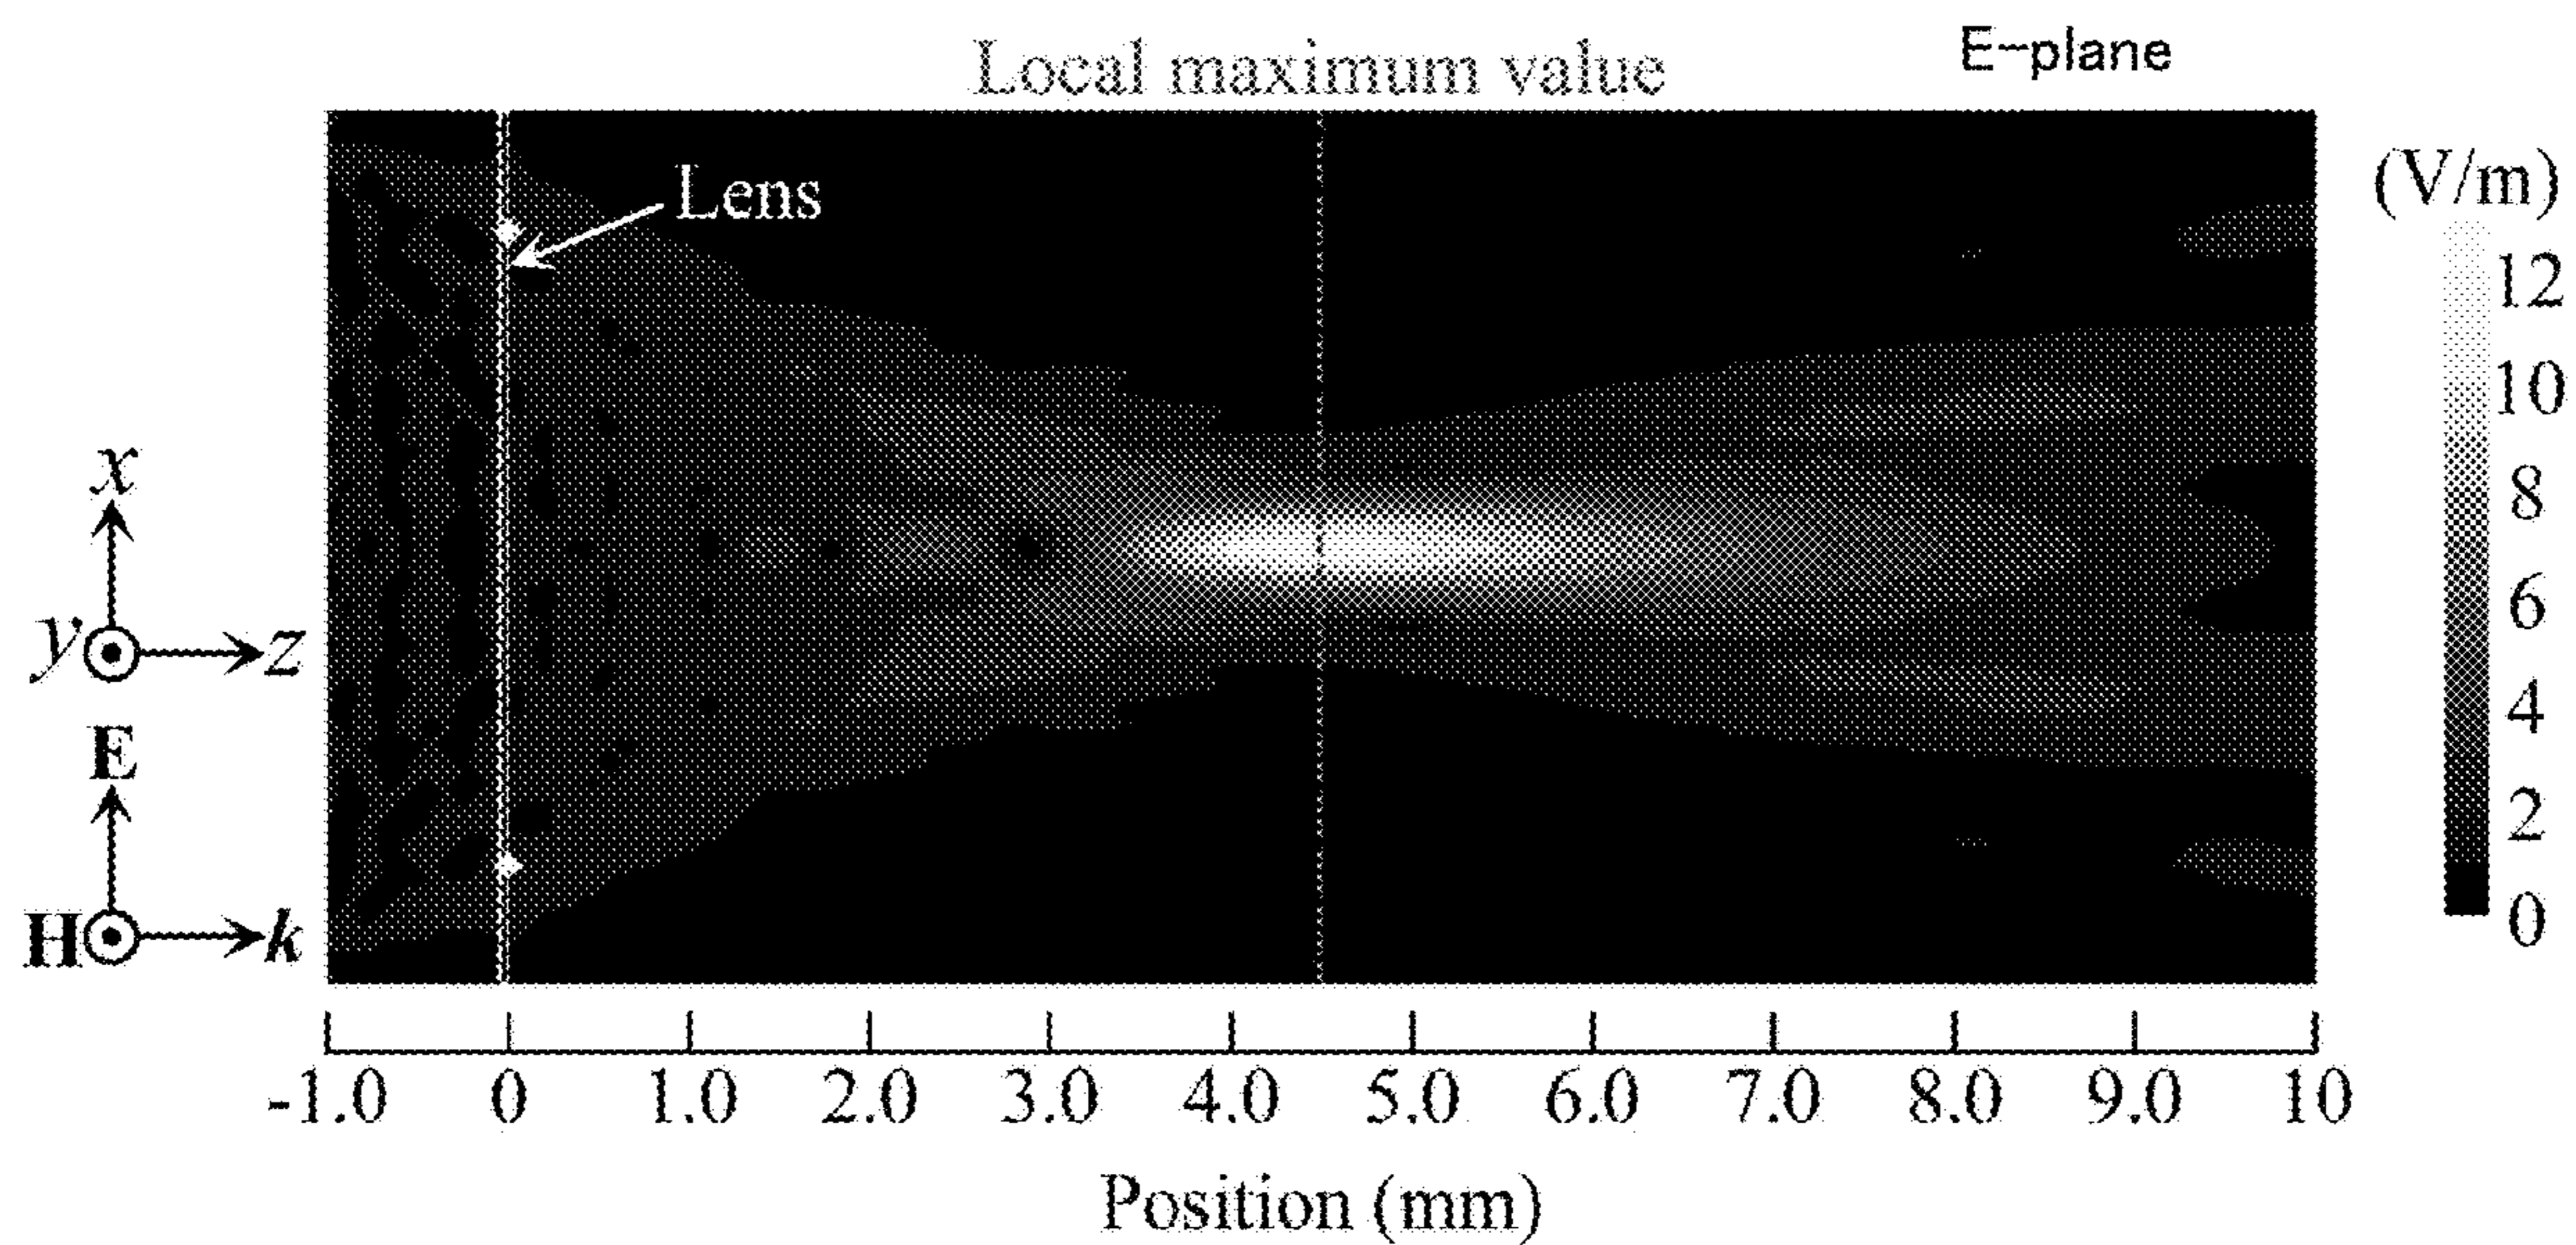 Local maximum value
E-plane
Lens
(V/m)
12
10
8
6
4
2
0
x
y
z
E
H
k
-1.0 0 1.0 2.0 3.0 4.0 5.0 6.0 7.0 8.0 9.0 10
Position (mm)